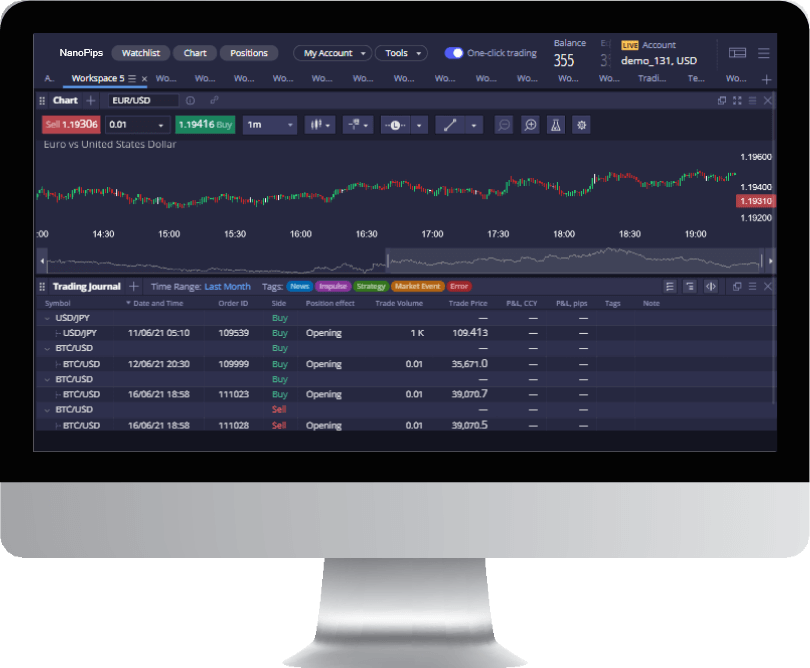 NanoPips Watchlist Chart Positions My Account Tools One-click trading Balance 355 LIVE Account demo_131, USD
A.. Workspace 5 x Wo... Wo... Wo... Wo... Wo... Wo... Wo... Wo... Wo... Wo... Wo... Wo... Tradi... Te... Wo... +
Chart + EUR/USD
Sell 1.19306 0.01 1.19416 Buy 1m
Euro vs United States Dollar
1.19600
1.19400
1.19310
1.19200
:00 14:30 15:00 15:30 16:00 16:30 17:00 17:30 18:00 18:30 19:00
Trading Journal + Time Range: Last Month Tags: News Impulse Strategy Market Event Error
Symbol Date and Time Order ID Side Position effect Trade Volume Trade Price P&L, CCY P&L, pips Tags Note
USD/JPY Buy — — —
USD/JPY 11/06/21 05:10 109539 Buy Opening 1 K 109.413 — —
BTC/USD Buy — — —
BTC/USD 12/06/21 20:30 109999 Buy Opening 0.01 35,671.0 — —
BTC/USD Buy — — —
BTC/USD 16/06/21 18:58 111023 Buy Opening 0.01 39,070.7 — —
BTC/USD Sell — — —
BTC/USD 16/06/21 18:58 111028 Sell Opening 0.01 39,070.5 — —